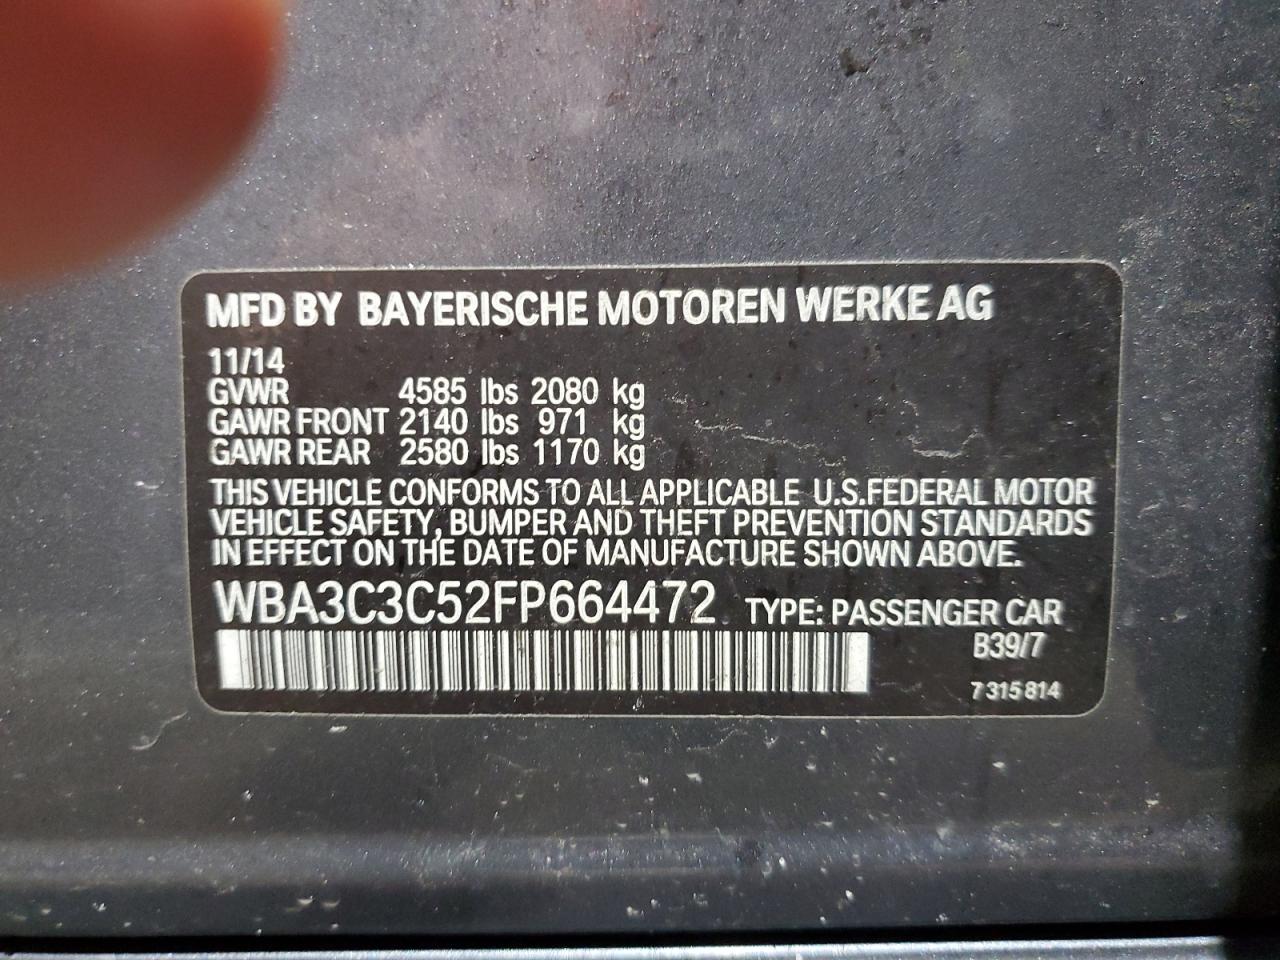 MFD BY BAYERISCHE MOTOREN WERKE AG
11/14
GVWR 4585 lbs 2080 kg
GAWR FRONT 2140 lbs 971 kg
GAWR REAR 2580 lbs 1170 kg
THIS VEHICLE CONFORMS TO ALL APPLICABLE U.S.FEDERAL MOTOR
VEHICLE SAFETY, BUMPER AND THEFT PREVENTION STANDARDS
IN EFFECT ON THE DATE OF MANUFACTURE SHOWN ABOVE.
WBA3C3C52FP664472 TYPE: PASSENGER CAR
B39/7
7 315 814